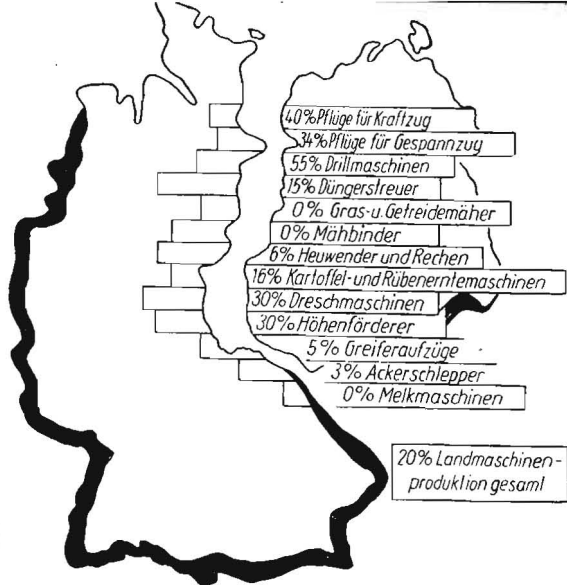 40% Pflüge für Kraftzug
34% Pflüge für Gespannzug
55% Drillmaschinen
15% Düngerstreuer
0% Gras-u. Getreidemäher
0% Mähbinder
6% Heuwender und Rechen
16% Kartoffel-und Rübenerntemaschinen
30% Dreschmaschinen
30% Höhenförderer
5% Greiferaufzüge
3% Ackerschlepper
0% Melkmaschinen
20% Landmaschinen-
produktion gesamt